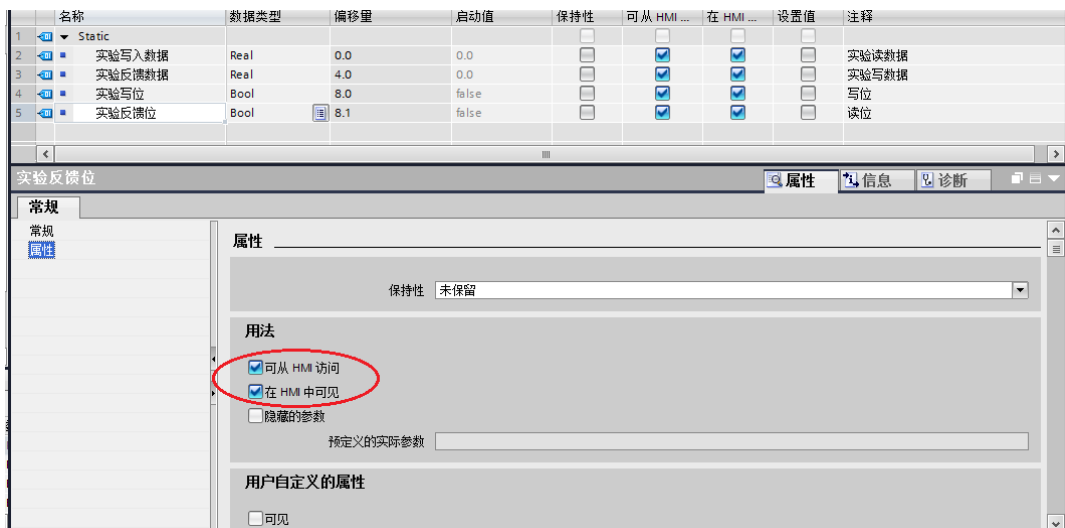 名称 数据类型 偏移量 启动值 保持性 可从 HMI ... 在 HMI ... 设置值 注释
1 Static
2 实验写入数据 Real 0.0 0.0 实验读数据
3 实验反馈数据 Real 4.0 0.0 实验写数据
4 实验写位 Bool 8.0 false 写位
5 实验反馈位 Bool 8.1 false 读位
实验反馈位 属性 信息 诊断
常规
常规
属性
属性
保持性 未保留
用法
可从 HMI 访问
在 HMI 中可见
隐藏的参数
预定义的实际参数
用户自定义的属性
可见